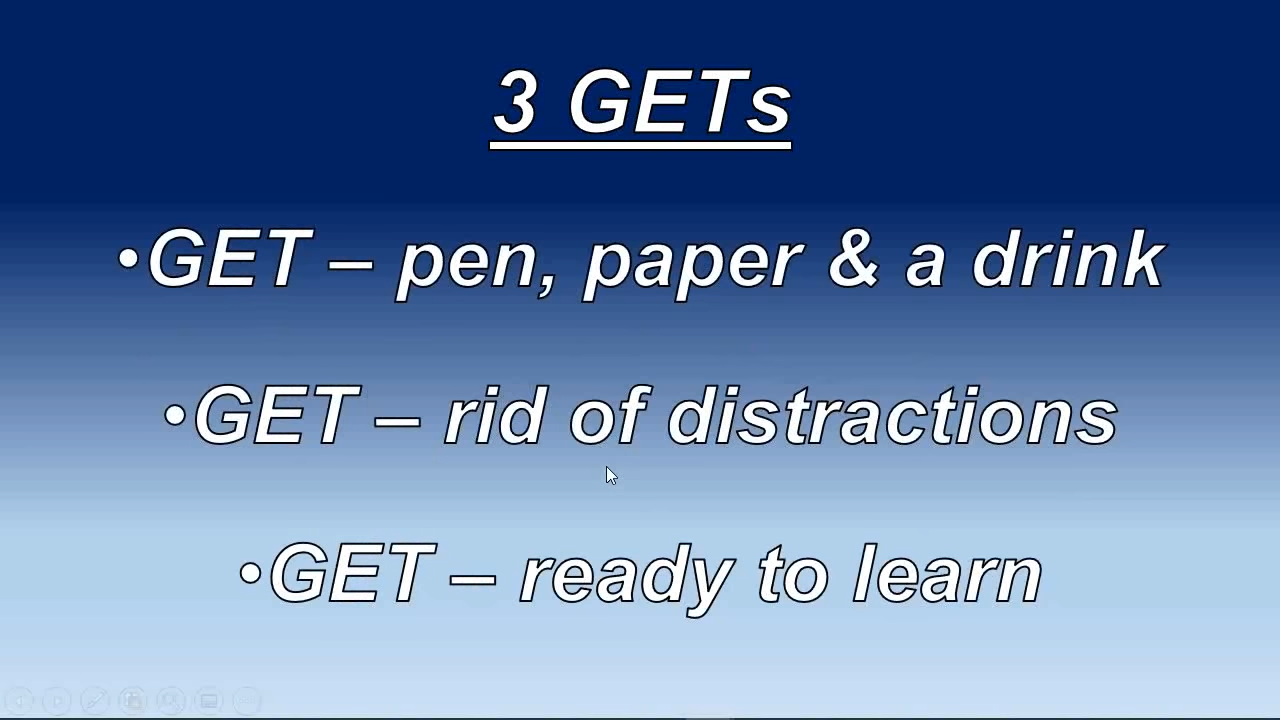 3 GETs
•GET – pen, paper & a drink
•GET – rid of distractions
•GET – ready to learn